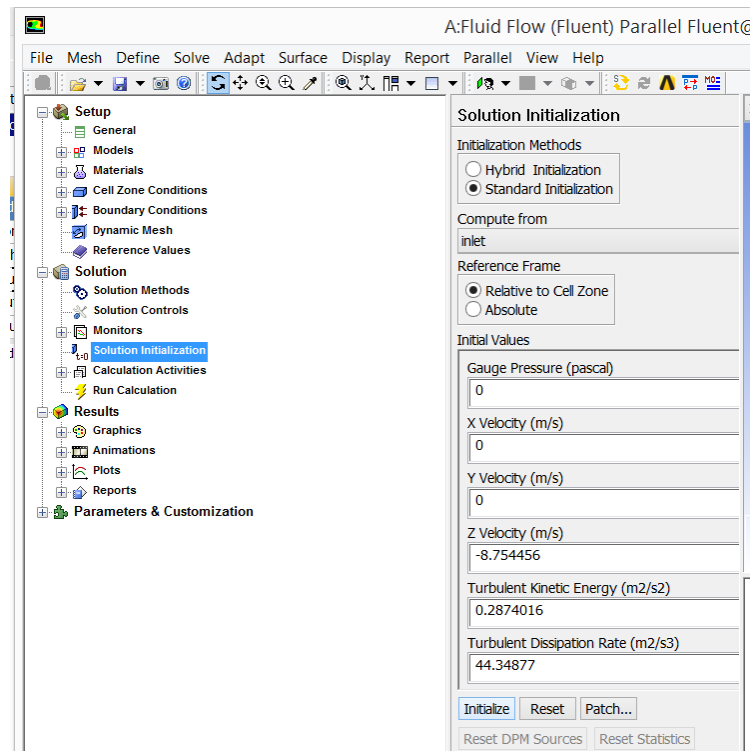 A:Fluid Flow (Fluent) Parallel Fluent@
File Mesh Define Solve Adapt Surface Display Report Parallel View Help
Setup
General
Models
Materials
Cell Zone Conditions
Boundary Conditions
Dynamic Mesh
Reference Values
Solution
Solution Methods
Solution Controls
Monitors
Solution Initialization
Calculation Activities
Run Calculation
Results
Graphics
Animations
Plots
Reports
Parameters & Customization
Solution Initialization
Initialization Methods
Hybrid Initialization
Standard Initialization
Compute from
inlet
Reference Frame
Relative to Cell Zone
Absolute
Initial Values
Gauge Pressure (pascal)
0
X Velocity (m/s)
0
Y Velocity (m/s)
0
Z Velocity (m/s)
-8.754456
Turbulent Kinetic Energy (m2/s2)
0.2874016
Turbulent Dissipation Rate (m2/s3)
44.34877
Initialize Reset Patch...
Reset DPM Sources Reset Statistics